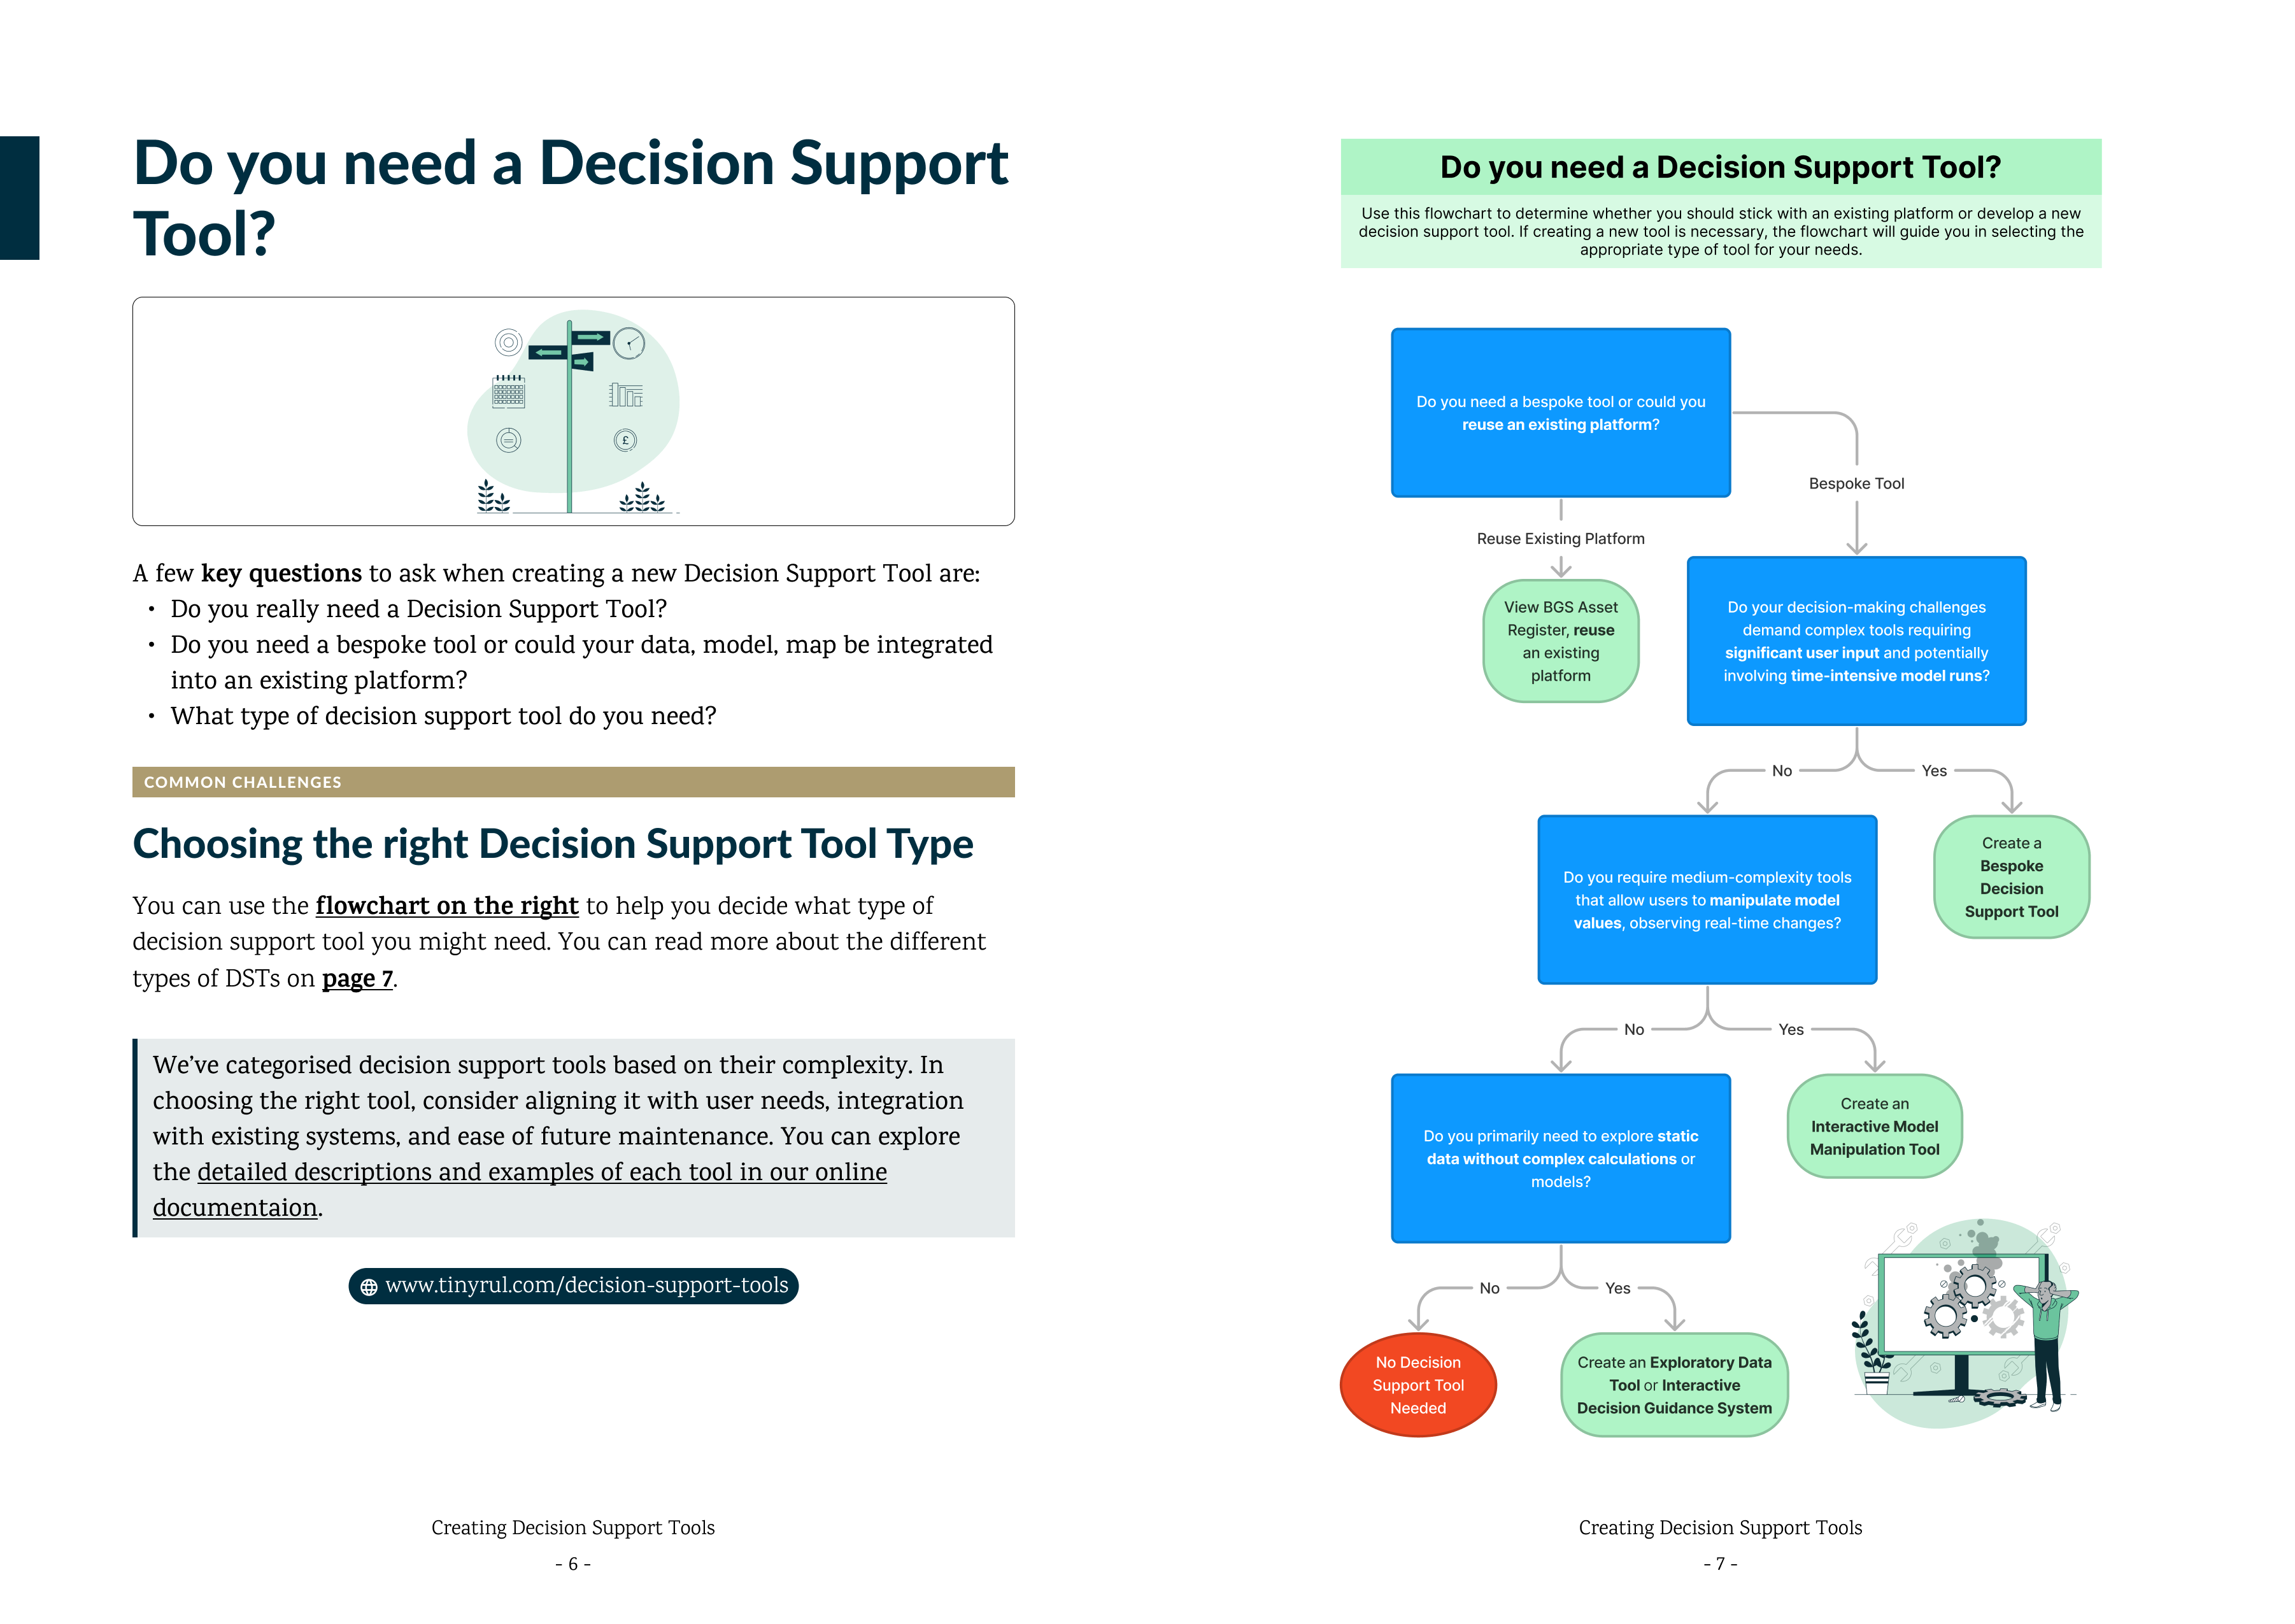 Do you need a Decision Support
Tool?
£
A few key questions to ask when creating a new Decision Support Tool are:
• Do you really need a Decision Support Tool?
• Do you need a bespoke tool or could your data, model, map be integrated
into an existing platform?
• What type of decision support tool do you need?
COMMON CHALLENGES
Choosing the right Decision Support Tool Type
You can use the flowchart on the right to help you decide what type of
decision support tool you might need. You can read more about the different
types of DSTs on page 7.
We’ve categorised decision support tools based on their complexity. In
choosing the right tool, consider aligning it with user needs, integration
with existing systems, and ease of future maintenance. You can explore
the detailed descriptions and examples of each tool in our online
documentaion.
www.tinyrul.com/decision-support-tools
Creating Decision Support Tools
- 6 -
Do you need a Decision Support Tool?
Use this flowchart to determine whether you should stick with an existing platform or develop a new
decision support tool. If creating a new tool is necessary, the flowchart will guide you in selecting the
appropriate type of tool for your needs.
Do you need a bespoke tool or could you
reuse an existing platform?
Bespoke Tool
Reuse Existing Platform
View BGS Asset
Register, reuse
an existing
platform
Do your decision-making challenges
demand complex tools requiring
significant user input and potentially
involving time-intensive model runs?
No
Yes
Do you require medium-complexity tools
that allow users to manipulate model
values, observing real-time changes?
Create a
Bespoke
Decision
Support Tool
No
Yes
Do you primarily need to explore static
data without complex calculations or
models?
Create an
Interactive Model
Manipulation Tool
No
Yes
No Decision
Support Tool
Needed
Create an Exploratory Data
Tool or Interactive
Decision Guidance System
Creating Decision Support Tools
- 7 -